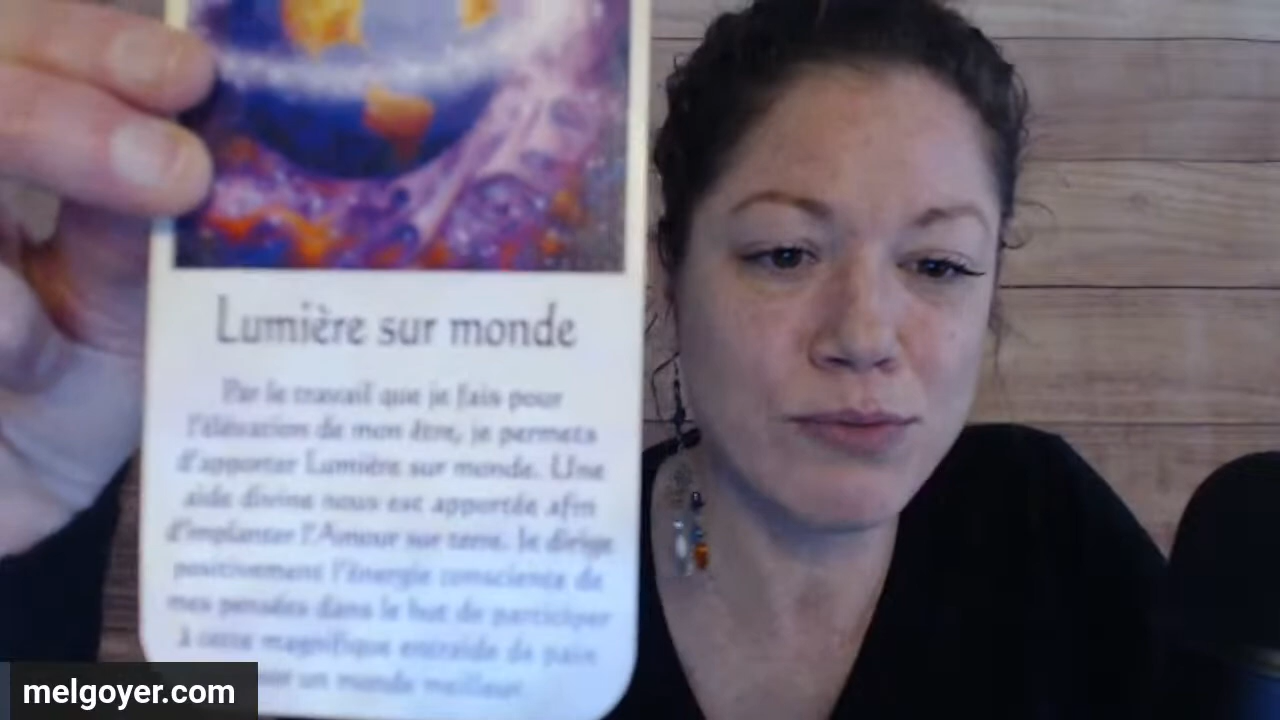 Lumière sur monde
Par le travail que je fais pour
l'élévation de mon être, je permets
d'apporter Lumière sur monde. Une
aide divine nous est apportée afin
d'implanter l'Amour sur terre. Je dirige
positivement l'énergie consciente de
mes pensées dans le but de participer
à cette magnifique entraide de paix
un monde meilleur.
melgoyer.com